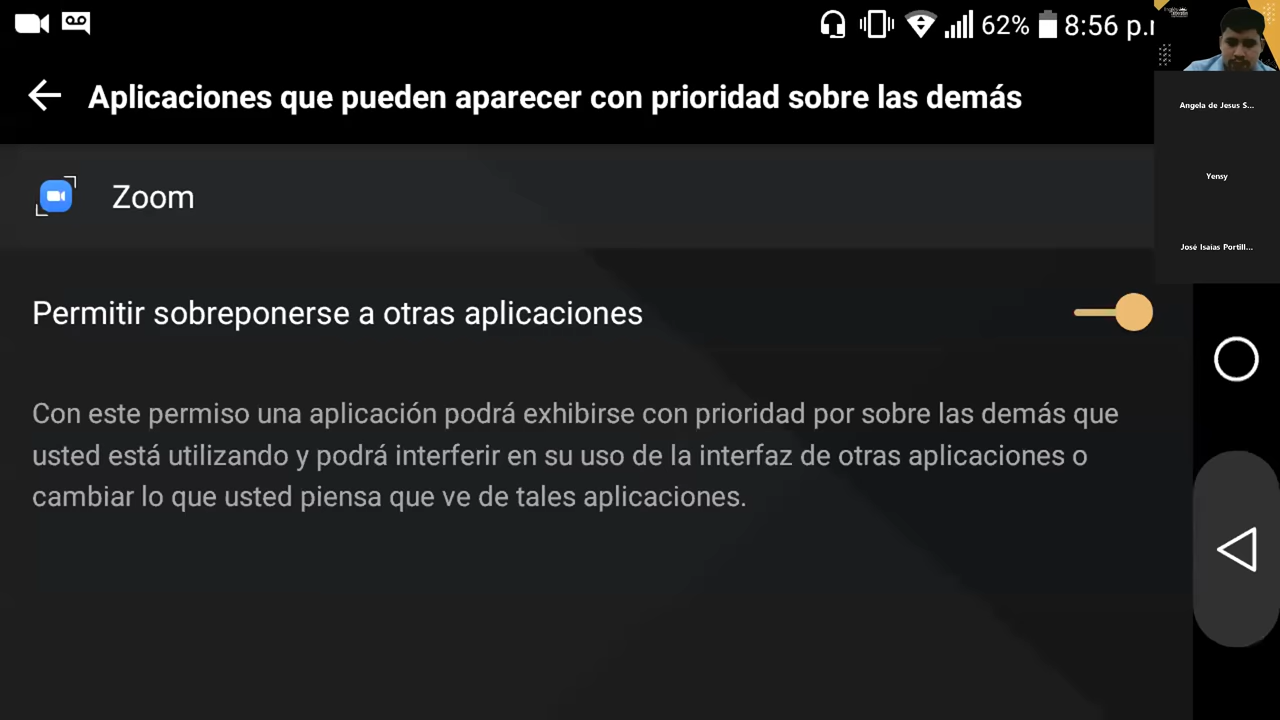 62% 8:56 p.
Aplicaciones que pueden aparecer con prioridad sobre las demás
Angela de Jesus S...
Zoom
Yensy
José Isaías Portill...
Permitir sobreponerse a otras aplicaciones
Con este permiso una aplicación podrá exhibirse con prioridad por sobre las demás que
usted está utilizando y podrá interferir en su uso de la interfaz de otras aplicaciones o
cambiar lo que usted piensa que ve de tales aplicaciones.